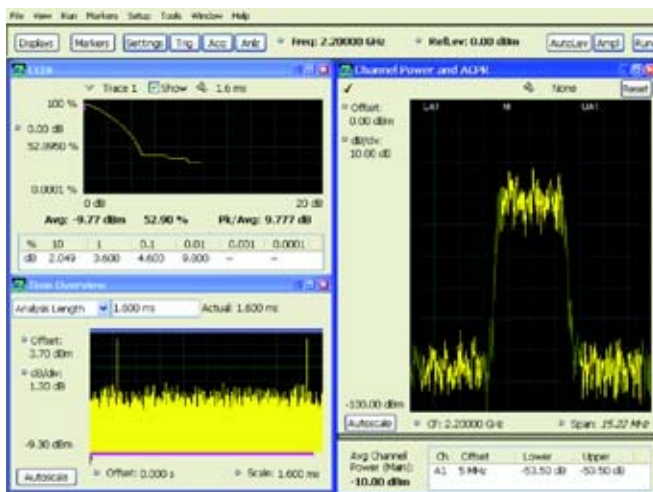 File View Run Markers Setup Tools Window Help
Displays Markers Settings Trig Acq Anlz Freq: 2.20000 GHz RefLev: 0.00 dBm AutoLev Ampl Run
CCDF
Trace 1 Show 1.6 ms
100 %
0.00 dB
52.8950 %
0.0001 %
0 dB 20 dB
Avg: -9.77 dBm 52.90 % Pk/Avg: 9.777 dB
% 10 1 0.1 0.01 0.001 0.0001
dB 2.049 3.600 4.600 9.000 -- --
Time Overview
Analysis Length 1.600 ms Actual: 1.600 ms
Offset:
3.70 dBm
dB/div:
1.30 dB
-9.30 dBm
Autoscale Offset: 0.000 s Scale: 1.600 ms
Channel Power and ACPR
None Reset
Offset:
0.00 dBm
dB/div:
10.00 dB
LA1 M UA1
-100.00 dBm
Autoscale CF: 2.20000 GHz Span: 15.22 MHz
Avg Channel
Power (Main):
-10.00 dBm
Ch Offset Lower Upper
A1 5 MHz -53.50 dB -53.50 dB